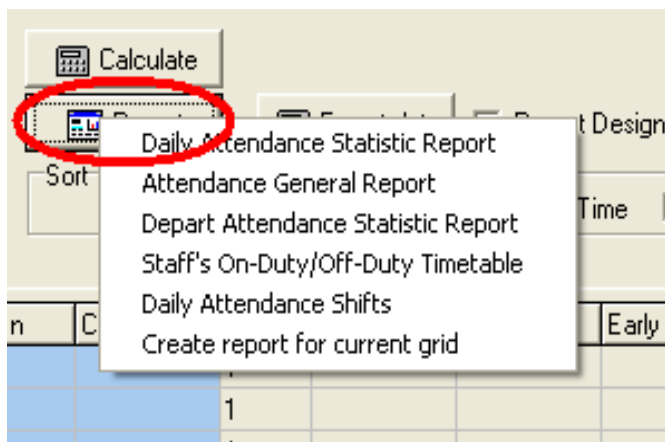 Calculate
Daily Attendance Statistic Report
t Design
Sort
Attendance General Report
Time
Depart Attendance Statistic Report
Staff's On-Duty/Off-Duty Timetable
Daily Attendance Shifts
n
C
Early
Create report for current grid
1